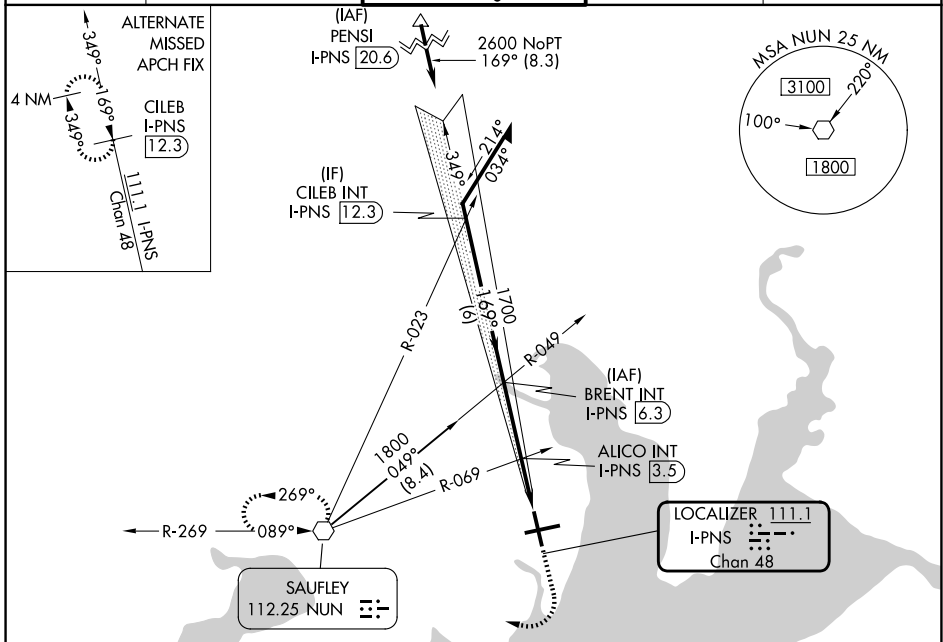 ALTERNATE
MISSED
APCH FIX
349°
169°
4 NM
349°
CILEB
I-PNS
12.3
111.1 I-PNS
Chan 48
(IAF)
PENSI
I-PNS 20.6
2600 NoPT
169° (8.3)
MSA NUN 25 NM
3100
220°
100°
1800
349°
214°
034°
(IF)
CILEB INT
I-PNS 12.3
R-023
1700
169°
(6)
R-049
(IAF)
BRENT INT
I-PNS 6.3
1800
049°
(8.4)
R-069
ALICO INT
I-PNS 3.5
269°
R-269
089°
LOCALIZER 111.1
I-PNS
Chan 48
SAUFLEY
112.25 NUN